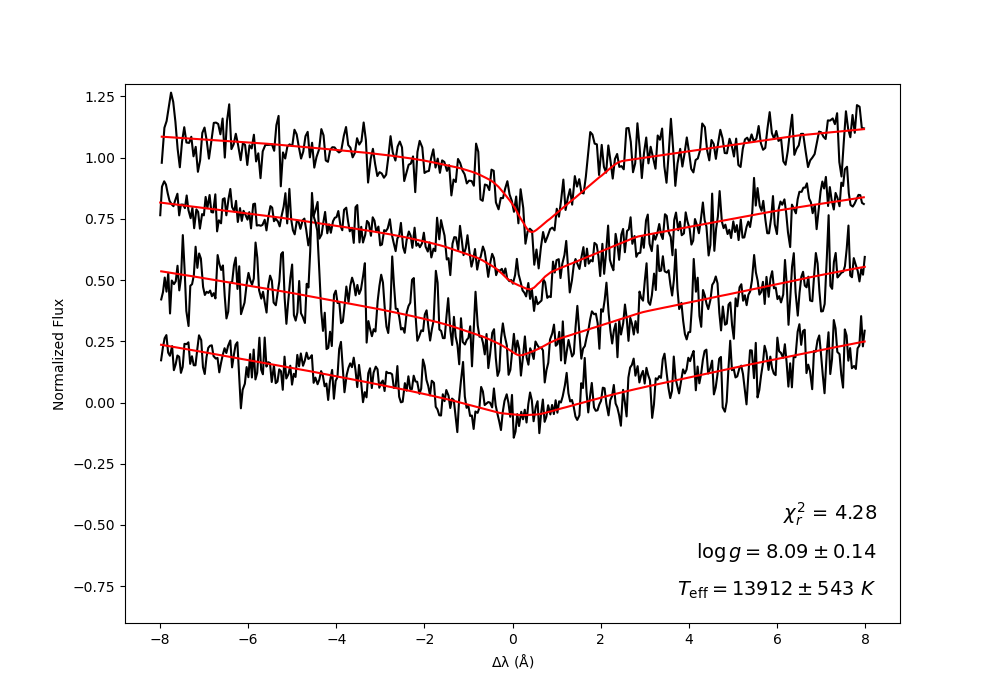 1.25
1.00
0.75
0.50
0.25
0.00
−0.25
−0.50
−0.75
Normalized Flux
χ²ᵣ = 4.28
log g = 8.09 ± 0.14
T_eff = 13912 ± 543 K
−8 −6 −4 −2 0 2 4 6 8
Δλ (Å)